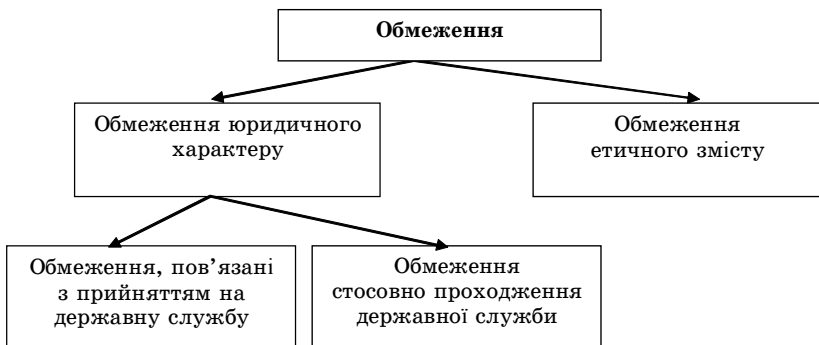 Обмеження
Обмеження юридичного
характеру
Обмеження
етичного змісту
Обмеження, пов’язані
з прийняттям на
державну службу
Обмеження
стосовно проходження
державної служби